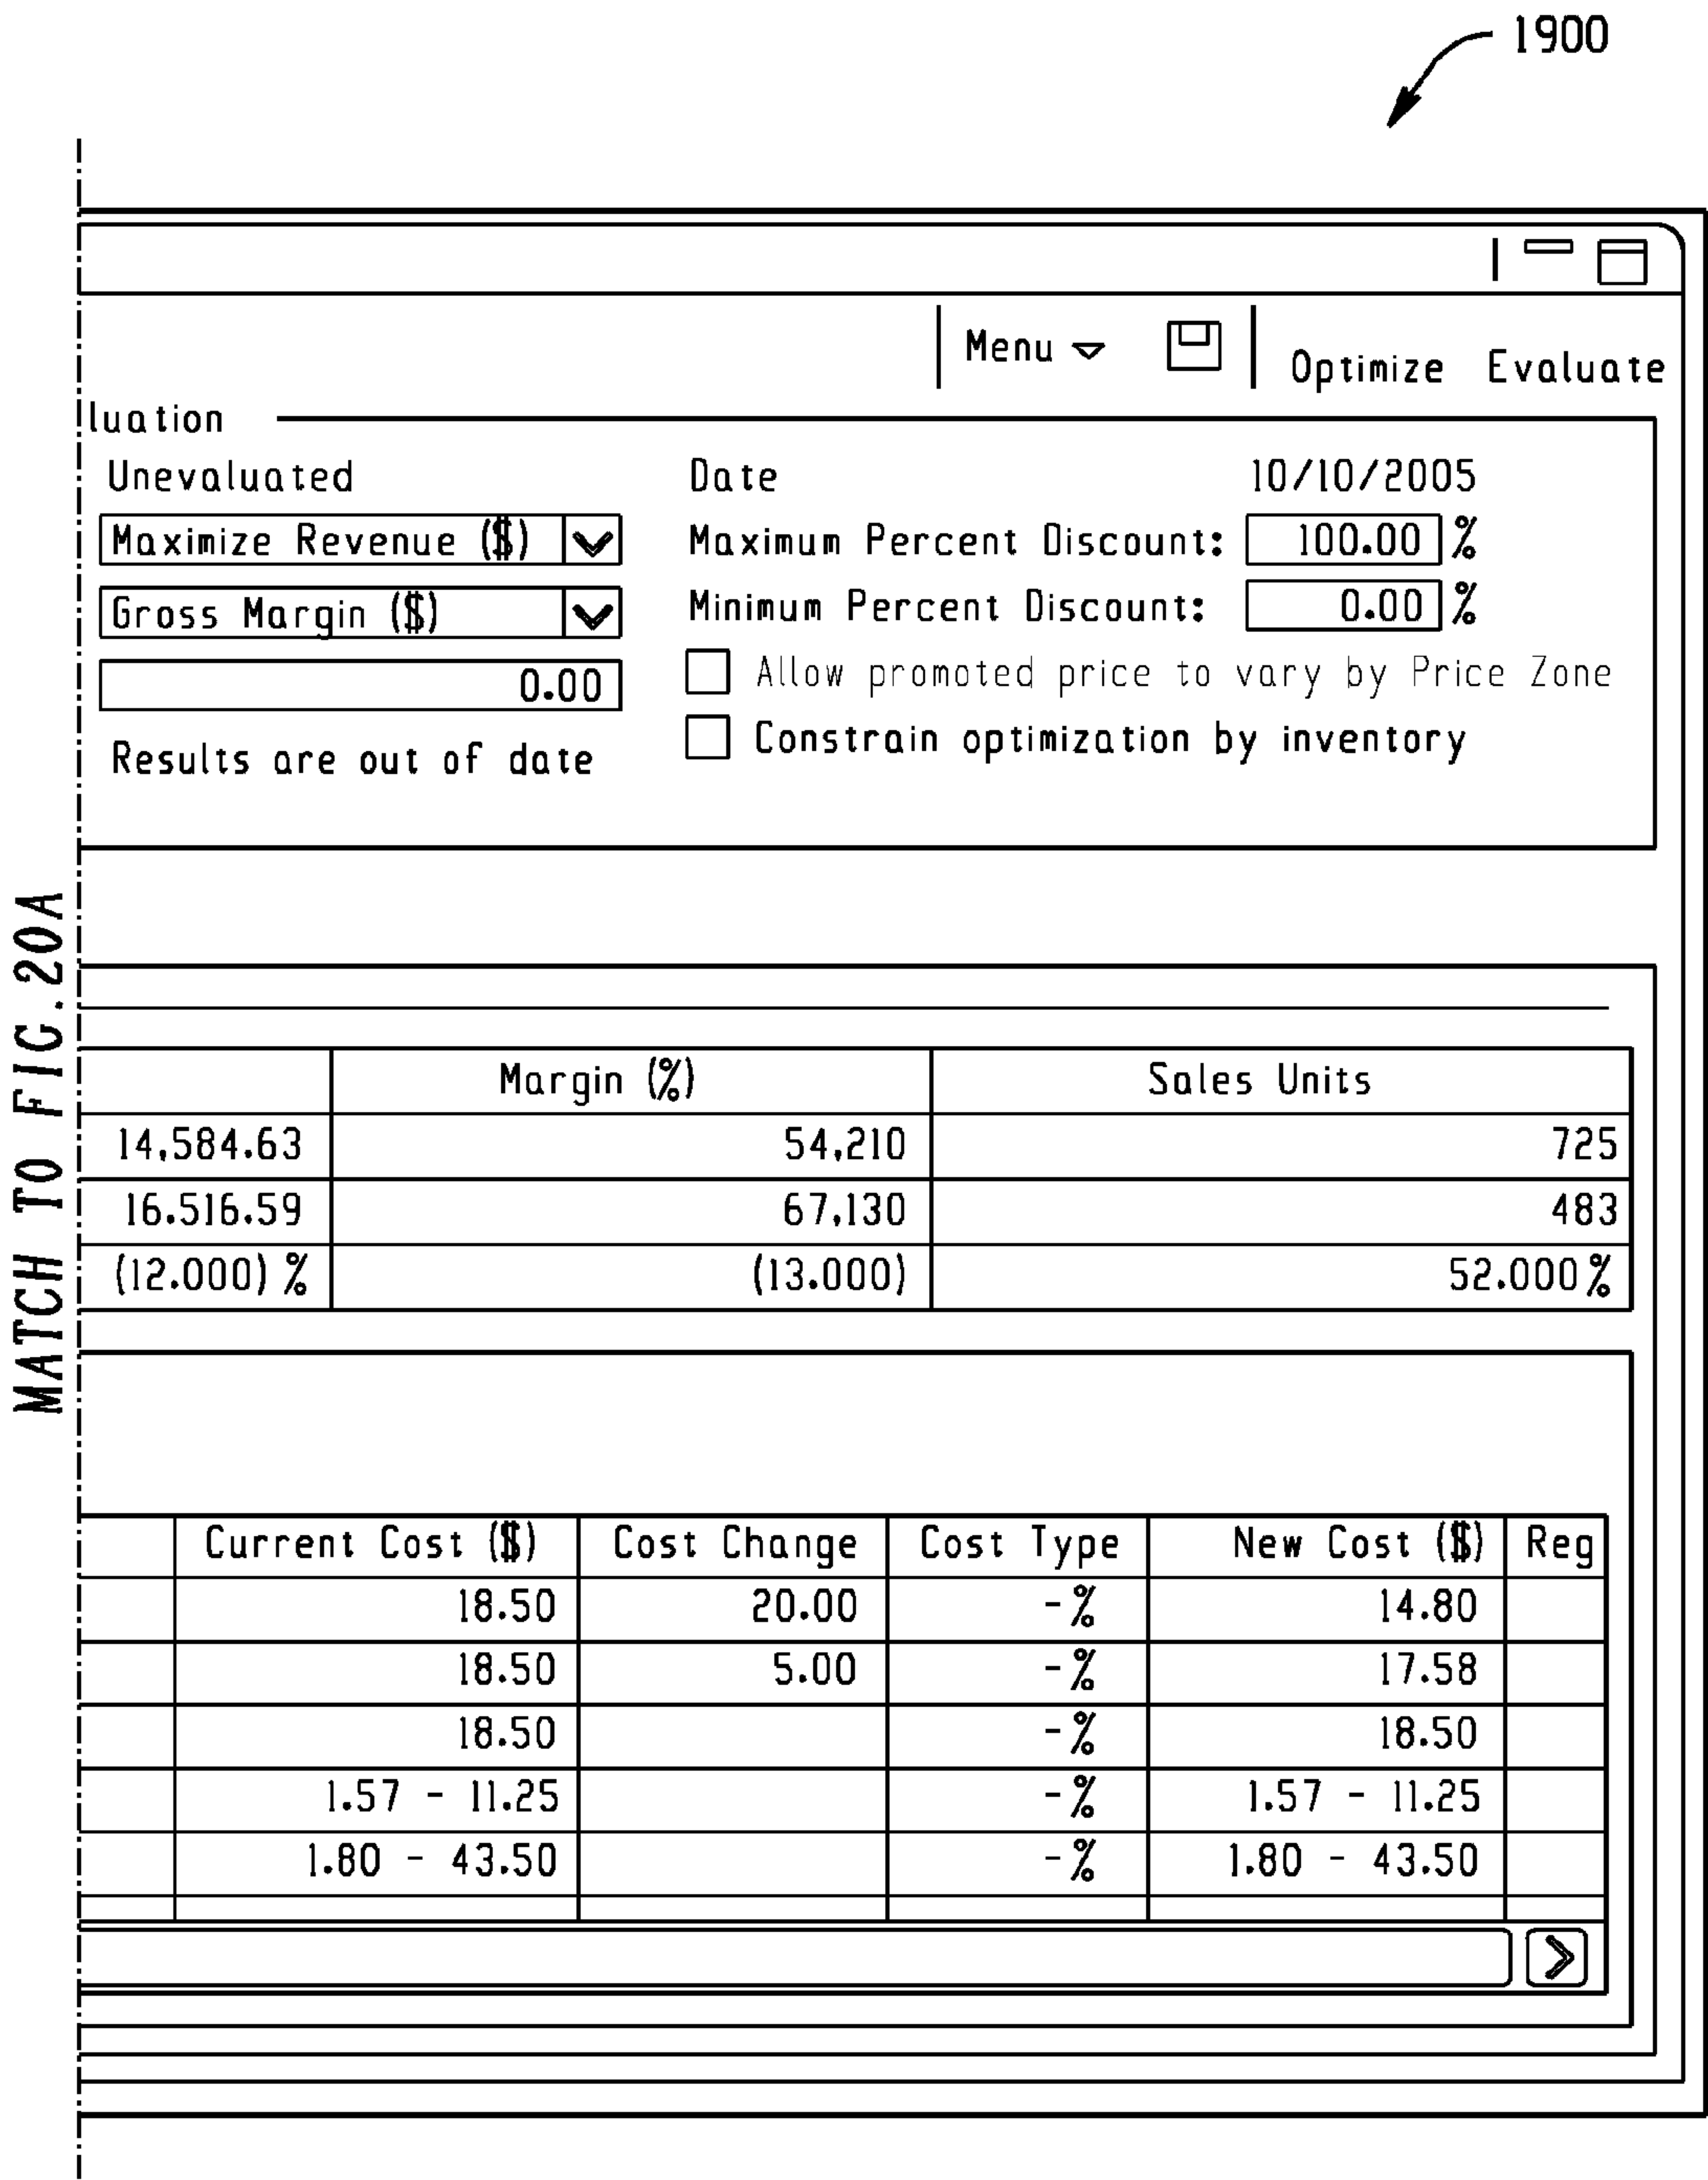 1900
Menu
Optimize Evaluate
luation
Unevaluated Date 10/10/2005
Maximize Revenue ($) Maximum Percent Discount: 100.00 %
Gross Margin ($) Minimum Percent Discount: 0.00 %
0.00 Allow promoted price to vary by Price Zone
Results are out of date Constrain optimization by inventory
MATCH TO FIG.20A
Margin (%) Sales Units
14,584.63 54,210 725
16.516.59 67,130 483
(12.000) % (13.000) 52.000%
Current Cost ($) Cost Change Cost Type New Cost ($) Reg
18.50 20.00 -% 14.80
18.50 5.00 -% 17.58
18.50 -% 18.50
1.57 - 11.25 -% 1.57 - 11.25
1.80 - 43.50 -% 1.80 - 43.50